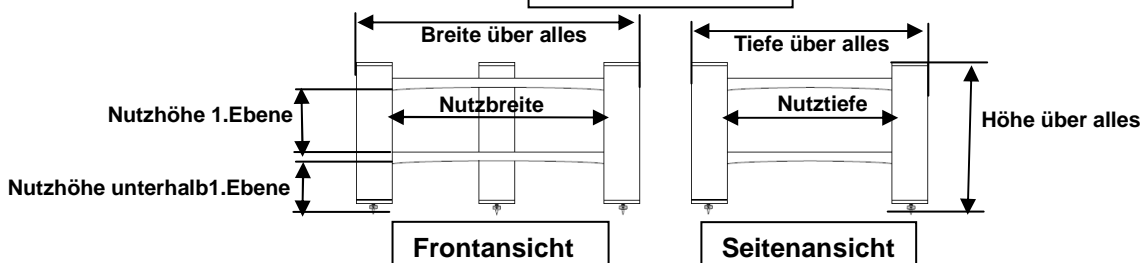 Breite über alles
Tiefe über alles
Nutzhöhe 1.Ebene
Nutzbreite
Nutztiefe
Höhe über alles
Nutzhöhe unterhalb1.Ebene
Frontansicht
Seitenansicht